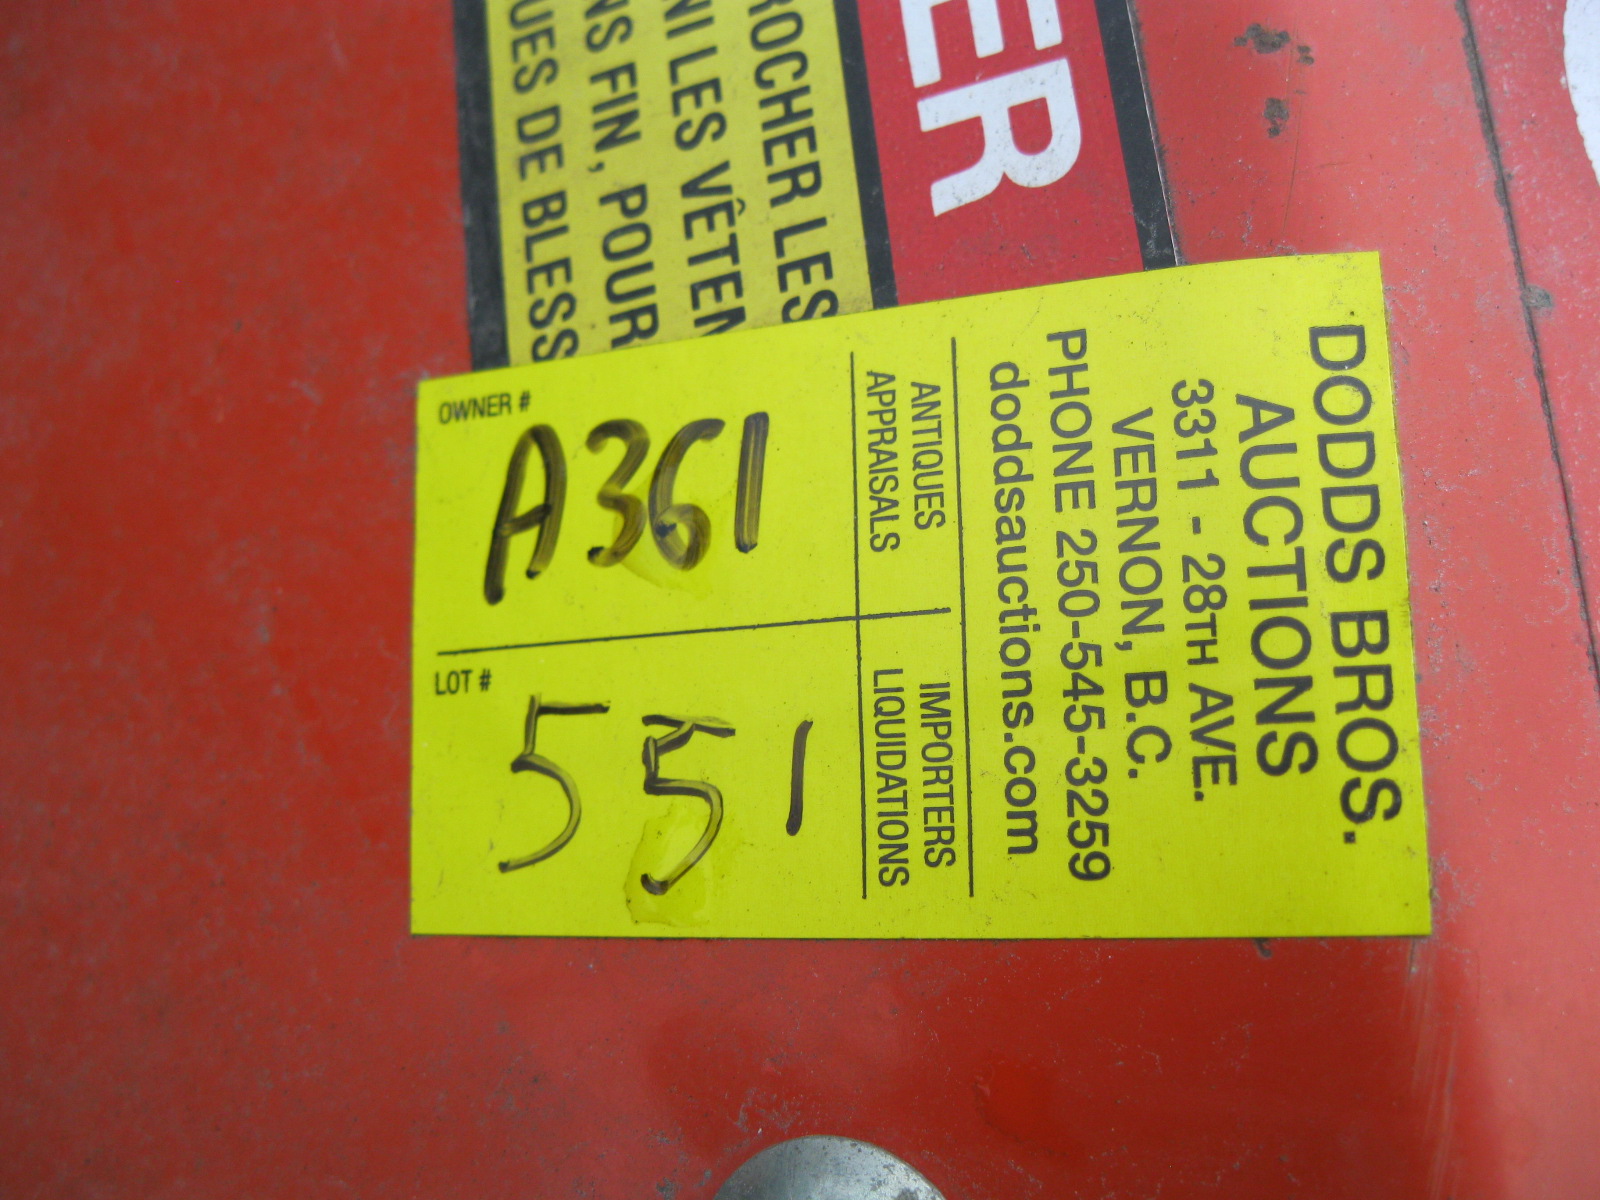 ER
ROCHER LES
NI LES VÊTEM
NS FIN, POUR
UES DE BLESS
DODDS BROS.
AUCTIONS
3311 - 28TH AVE.
VERNON, B.C.
PHONE 250-545-3259
doddsauctions.com
ANTIQUES IMPORTERS
APPRAISALS LIQUIDATIONS
OWNER #
A361
LOT #
551